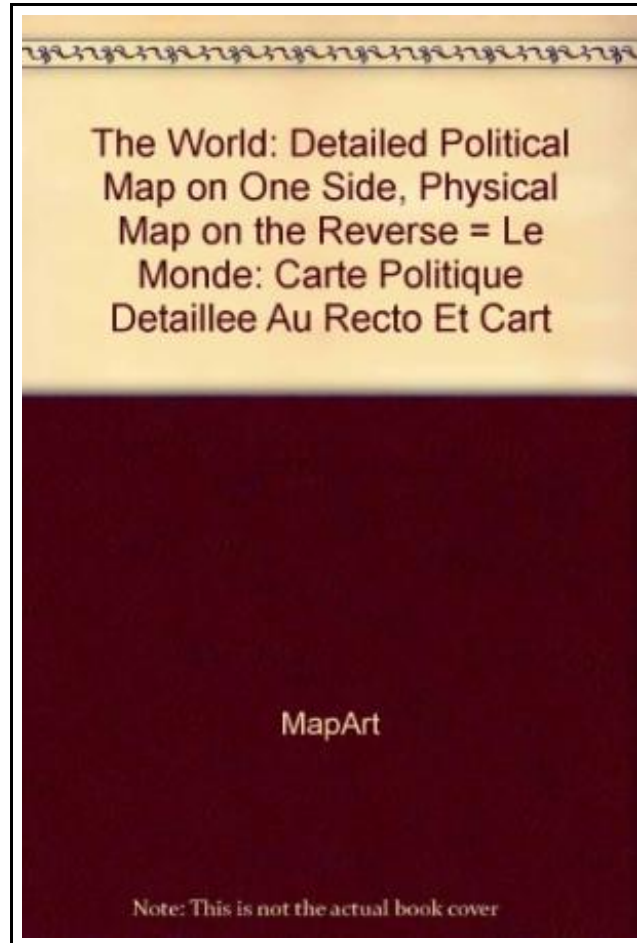 The World: Detailed Political
Map on One Side, Physical
Map on the Reverse = Le
Monde: Carte Politique
Detaillee Au Recto Et Cart
MapArt
Note: This is not the actual book cover